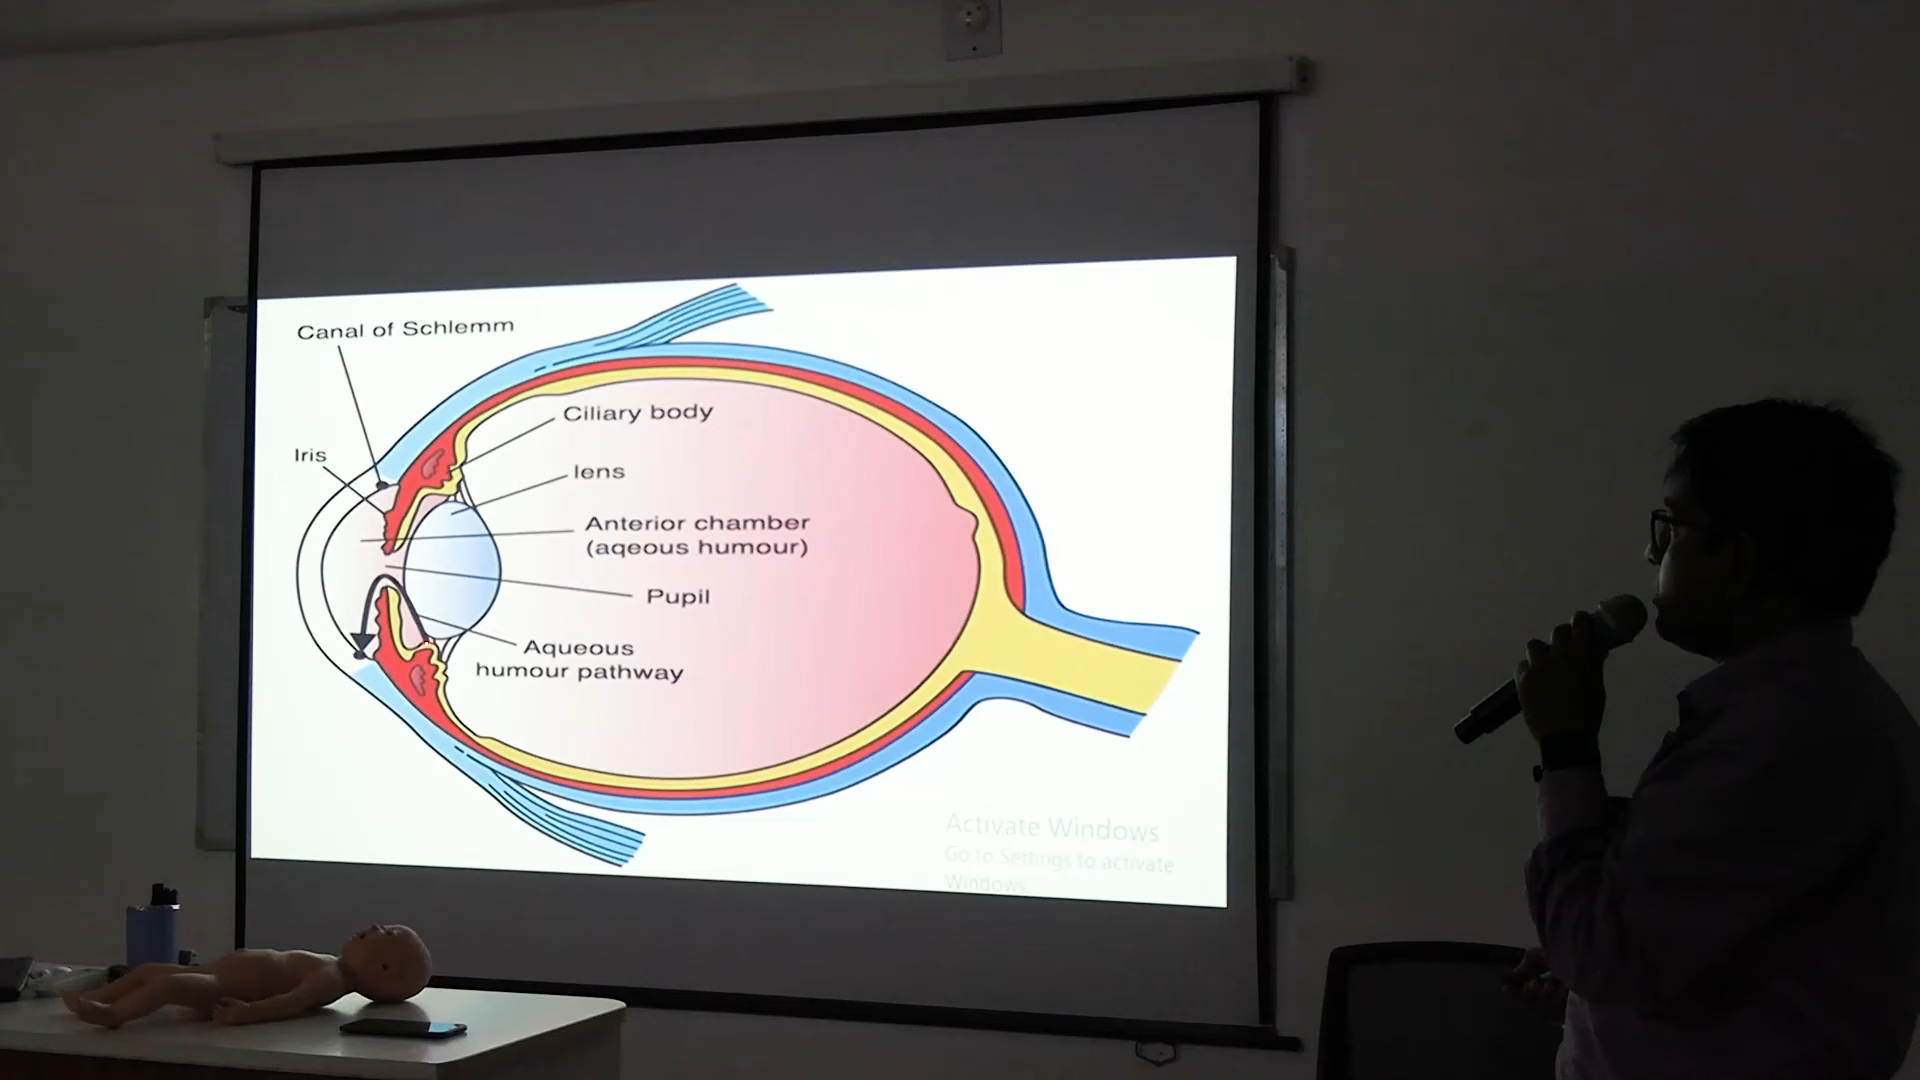 Canal of Schlemm
Ciliary body
Iris
lens
Anterior chamber
(aqeous humour)
Pupil
Aqueous
humour pathway
Activate Windows
Go to Settings to activate
Windows.